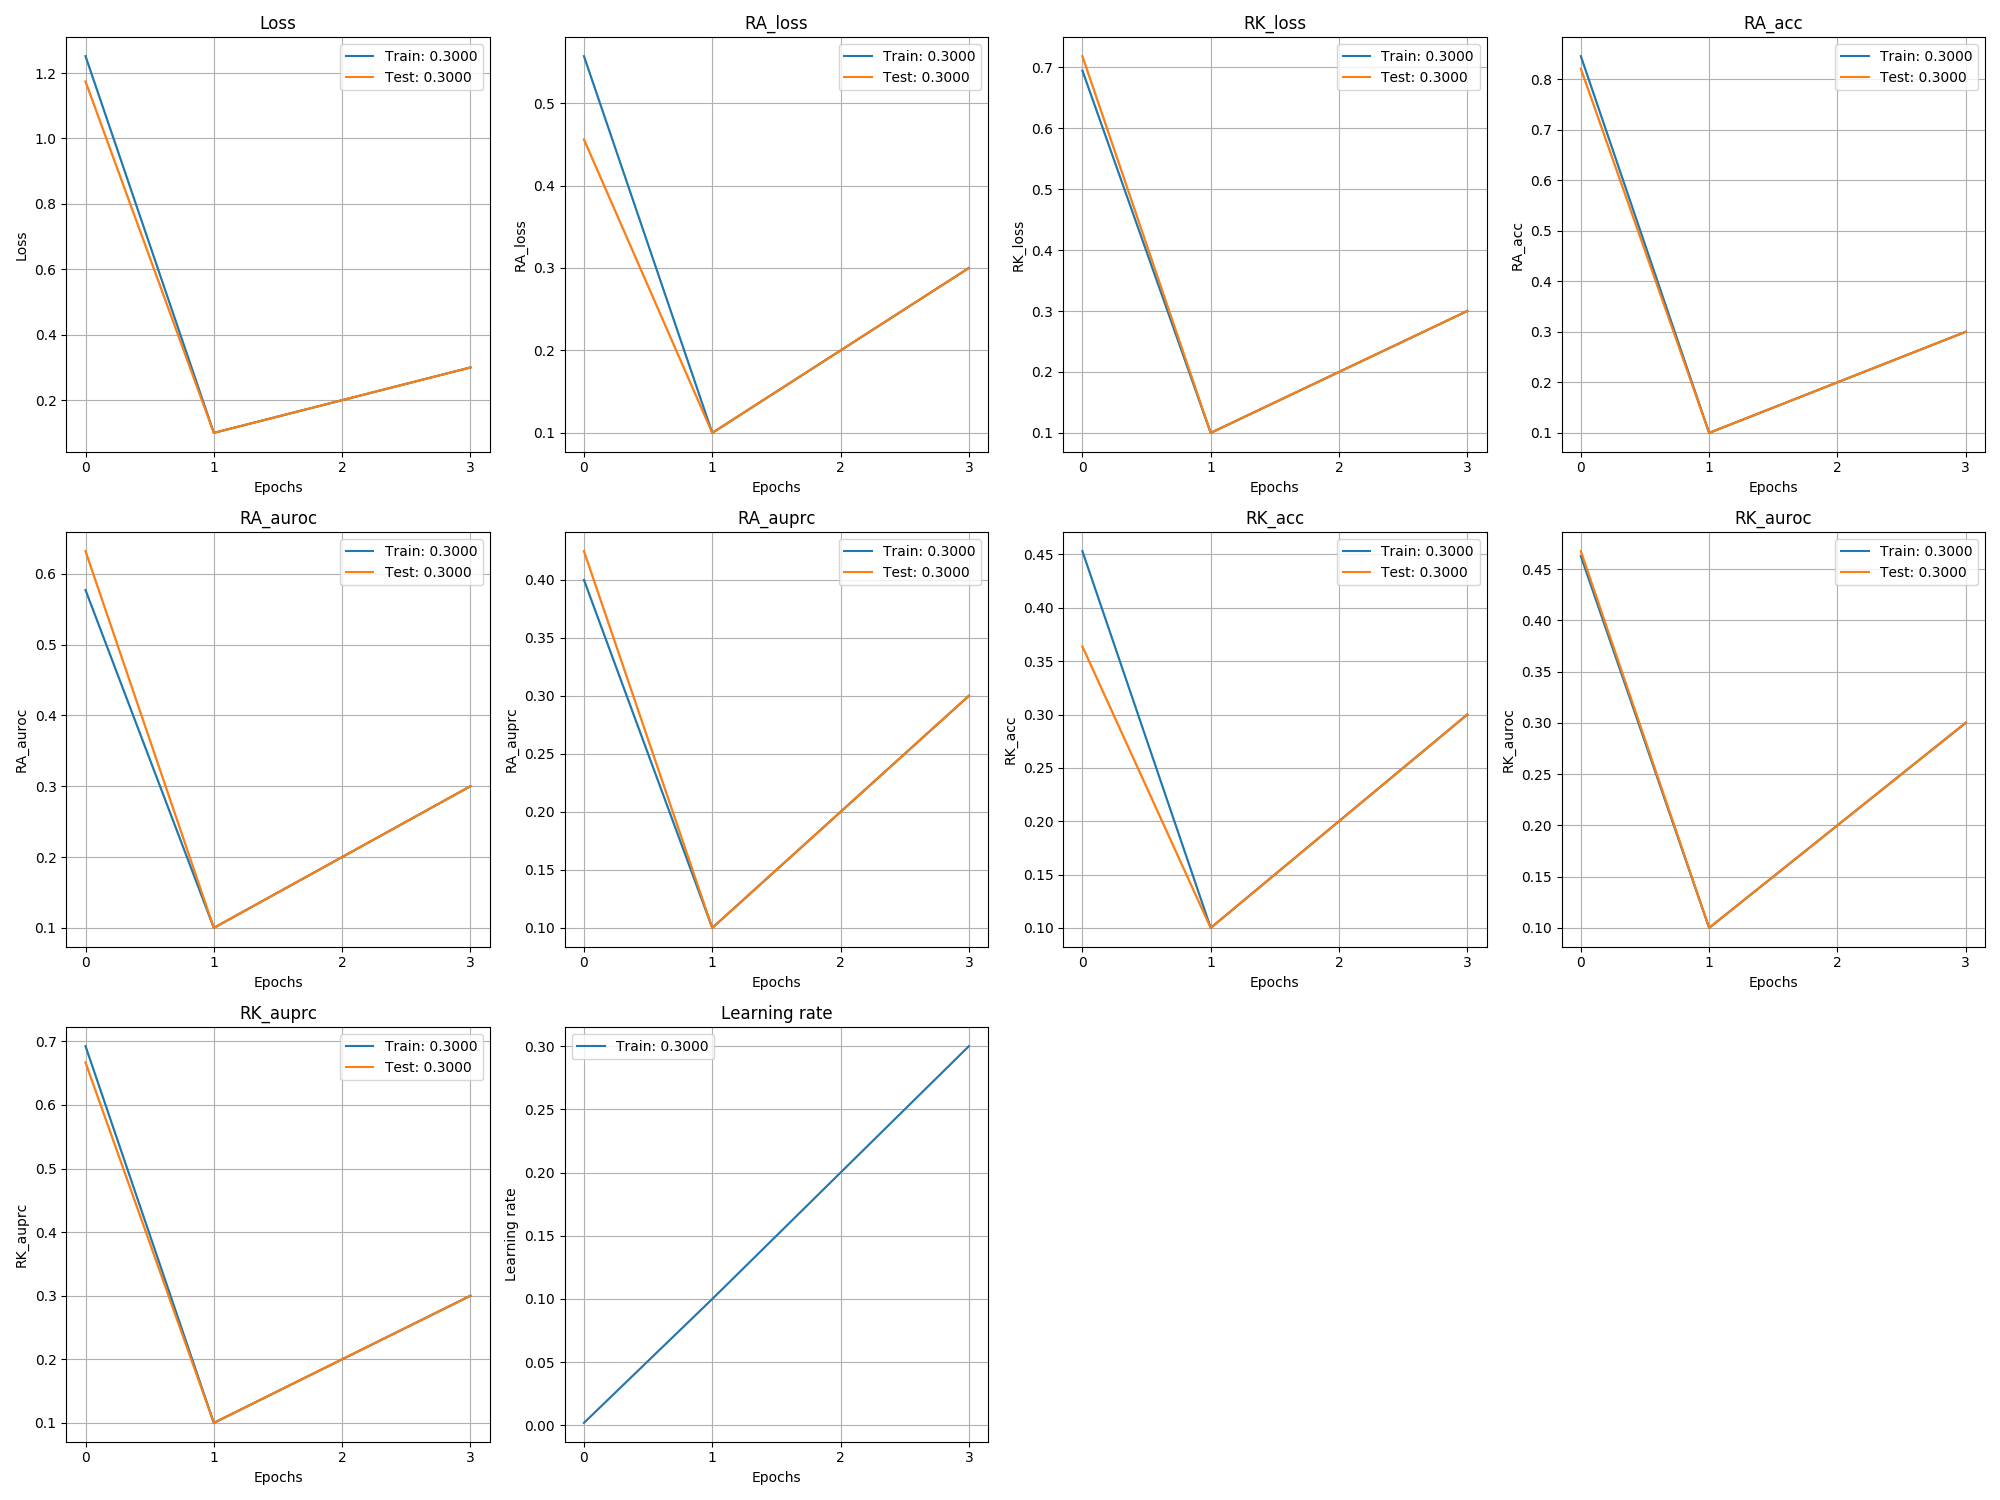 Loss
Train: 0.3000
Test: 0.3000
1.2
1.0
0.8
0.6
0.4
0.2
Loss
0 1 2 3
Epochs
RA_loss
Train: 0.3000
Test: 0.3000
0.5
0.4
0.3
0.2
0.1
RA_loss
0 1 2 3
Epochs
RK_loss
Train: 0.3000
Test: 0.3000
0.7
0.6
0.5
0.4
0.3
0.2
0.1
RK_loss
0 1 2 3
Epochs
RA_acc
Train: 0.3000
Test: 0.3000
0.8
0.7
0.6
0.5
0.4
0.3
0.2
0.1
RA_acc
0 1 2 3
Epochs
RA_auroc
Train: 0.3000
Test: 0.3000
0.6
0.5
0.4
0.3
0.2
0.1
RA_auroc
0 1 2 3
Epochs
RA_auprc
Train: 0.3000
Test: 0.3000
0.40
0.35
0.30
0.25
0.20
0.15
0.10
RA_auprc
0 1 2 3
Epochs
RK_acc
Train: 0.3000
Test: 0.3000
0.45
0.40
0.35
0.30
0.25
0.20
0.15
0.10
RK_acc
0 1 2 3
Epochs
RK_auroc
Train: 0.3000
Test: 0.3000
0.45
0.40
0.35
0.30
0.25
0.20
0.15
0.10
RK_auroc
0 1 2 3
Epochs
RK_auprc
Train: 0.3000
Test: 0.3000
0.7
0.6
0.5
0.4
0.3
0.2
0.1
RK_auprc
0 1 2 3
Epochs
Learning rate
Train: 0.3000
0.30
0.25
0.20
0.15
0.10
0.05
0.00
Learning rate
0 1 2 3
Epochs